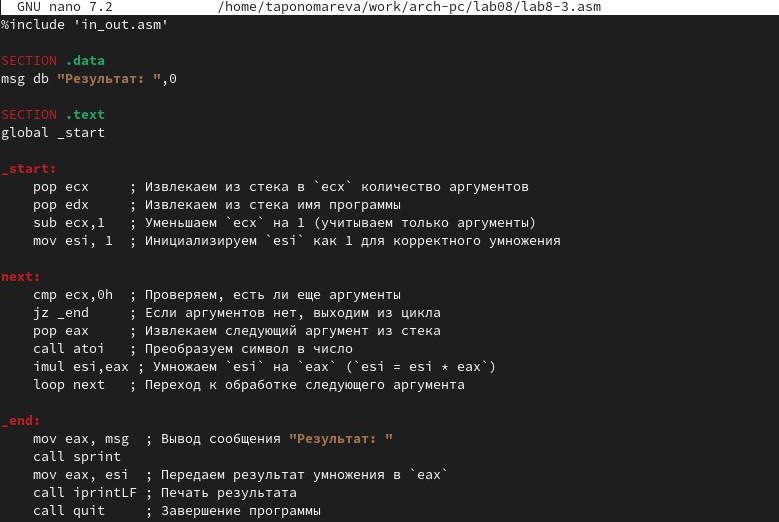 GNU nano 7.2 /home/taponomareva/work/arch-pc/lab08/lab8-3.asm
%include 'in_out.asm'
SECTION .data
msg db "Результат: ",0
SECTION .text
global _start
_start:
pop ecx ; Извлекаем из стека в `ecx` количество аргументов
pop edx ; Извлекаем из стека имя программы
sub ecx,1 ; Уменьшаем `ecx` на 1 (учитываем только аргументы)
mov esi, 1 ; Инициализируем `esi` как 1 для корректного умножения
next:
cmp ecx,0h ; Проверяем, есть ли еще аргументы
jz _end ; Если аргументов нет, выходим из цикла
pop eax ; Извлекаем следующий аргумент из стека
call atoi ; Преобразуем символ в число
imul esi,eax ; Умножаем `esi` на `eax` (`esi = esi * eax`)
loop next ; Переход к обработке следующего аргумента
_end:
mov eax, msg ; Вывод сообщения "Результат: "
call sprint
mov eax, esi ; Передаем результат умножения в `eax`
call iprintLF ; Печать результата
call quit ; Завершение программы